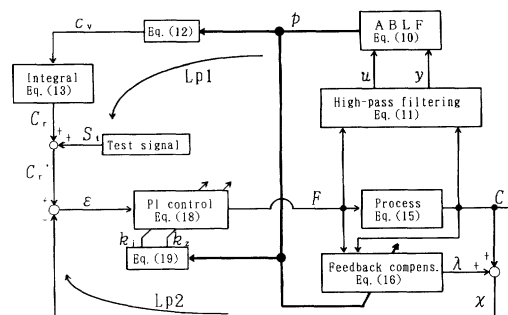 p
A B L F
Eq. (10)
C_v
Eq. (12)
u
y
Lp1
Integral
Eq. (13)
High-pass filtering
Eq. (11)
C_r
+
+
S_t
Test signal
C_r'
+
-
ε
PI control
Eq. (18)
F
Process
Eq. (15)
C
k_i
k_z
Eq. (19)
Feedback compens.
Eq. (16)
λ
+
+
Lp2
χ